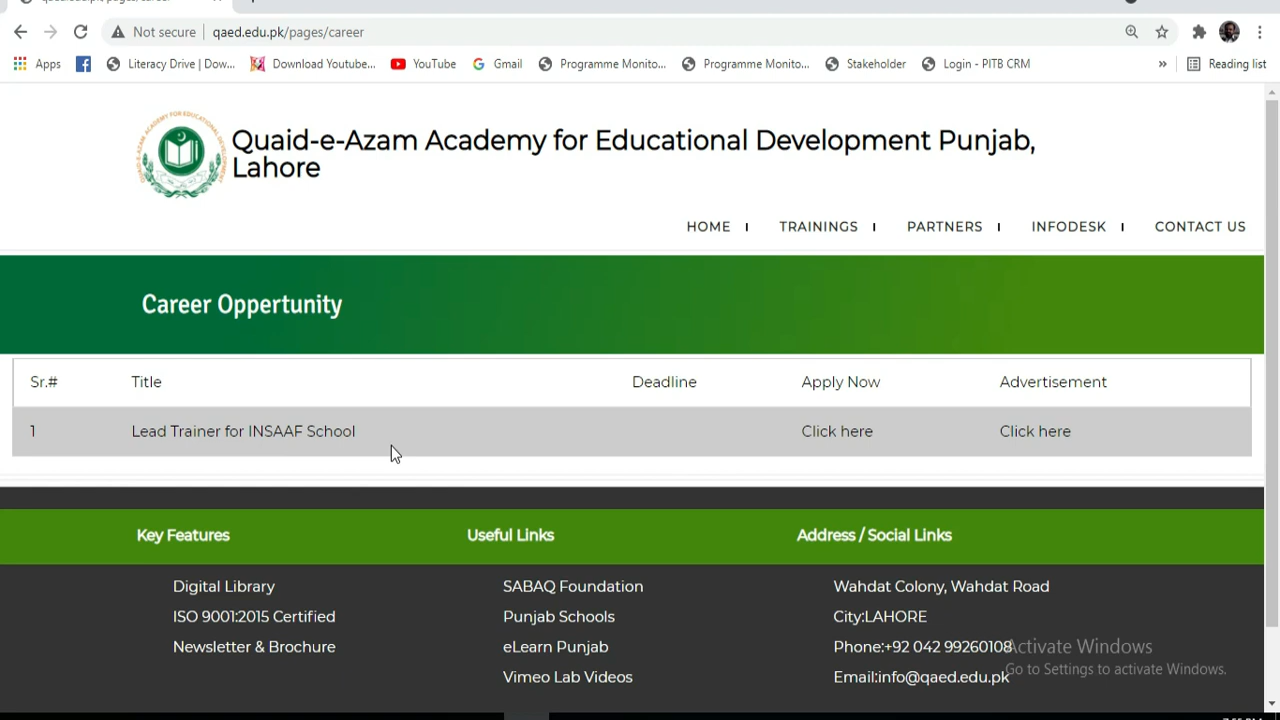 Not secure | qaed.edu.pk/pages/career
Apps
Literacy Drive | Dow...
Download Youtube...
YouTube
Gmail
Programme Monito...
Programme Monito...
Stakeholder
Login - PITB CRM
»
Reading list
Quaid-e-Azam Academy for Educational Development Punjab,
Lahore
HOME
TRAININGS
PARTNERS
INFODESK
CONTACT US
Career Oppertunity
Sr.# Title Deadline Apply Now Advertisement
1 Lead Trainer for INSAAF School Click here Click here
Key Features
Digital Library
ISO 9001:2015 Certified
Newsletter & Brochure
Useful Links
SABAQ Foundation
Punjab Schools
eLearn Punjab
Vimeo Lab Videos
Address / Social Links
Wahdat Colony, Wahdat Road
City:LAHORE
Phone:+92 042 99260108
Email:info@qaed.edu.pk
Activate Windows
Go to Settings to activate Windows.